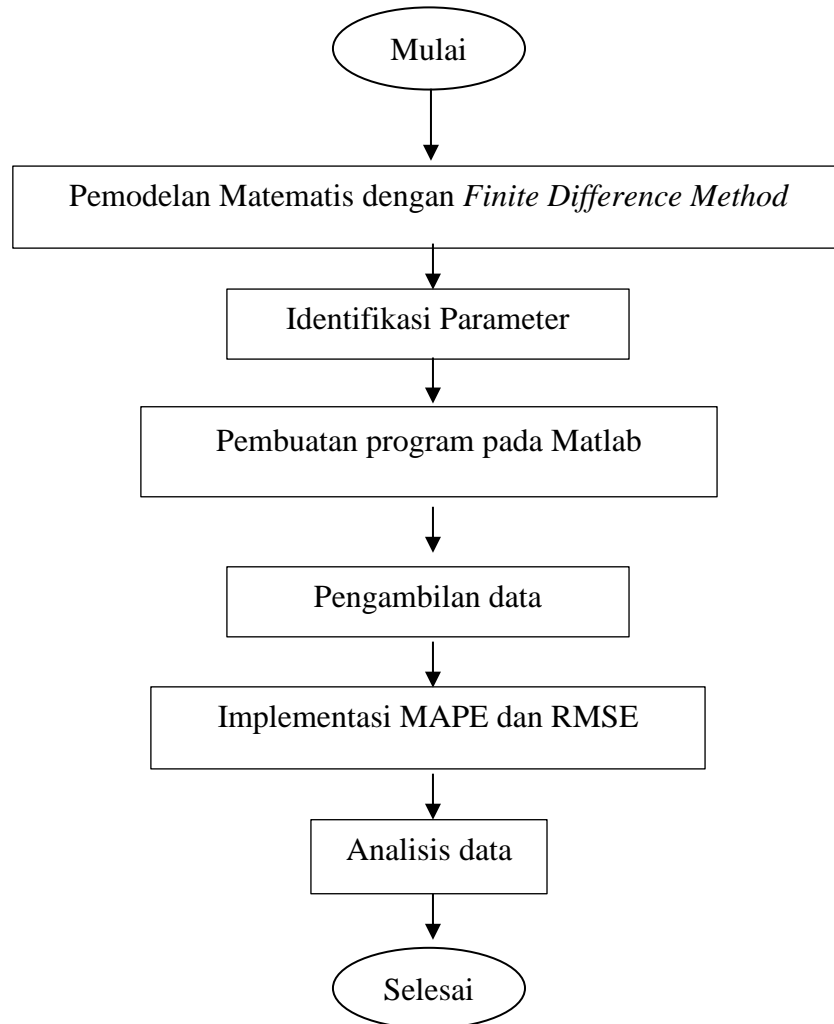 Mulai
Pemodelan Matematis dengan Finite Difference Method
Identifikasi Parameter
Pembuatan program pada Matlab
Pengambilan data
Implementasi MAPE dan RMSE
Analisis data
Selesai